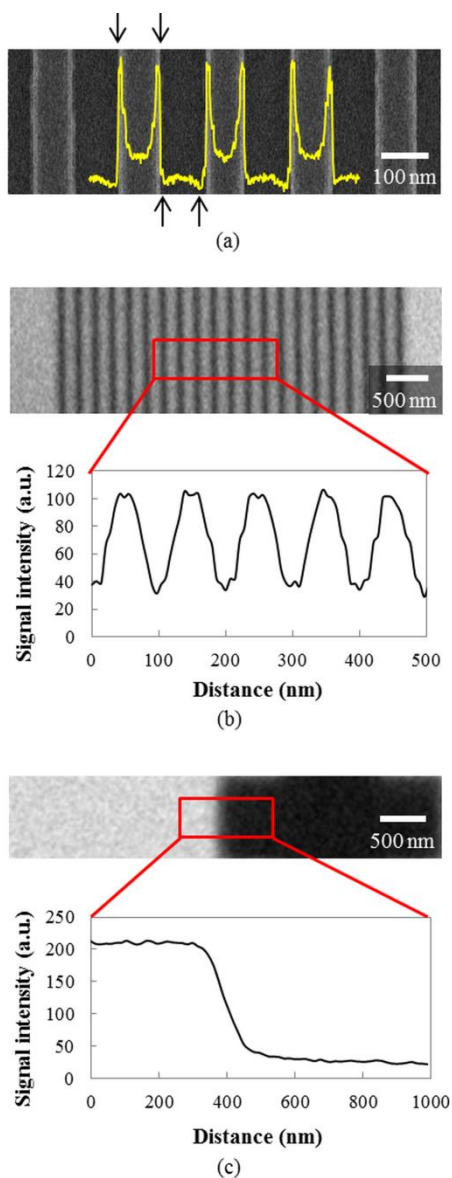 100 nm
(a)
500 nm
120
100
80
60
40
20
0
Signal intensity (a.u.)
0 100 200 300 400 500
Distance (nm)
(b)
500 nm
250
200
150
100
50
0
Signal intensity (a.u.)
0 200 400 600 800 1000
Distance (nm)
(c)